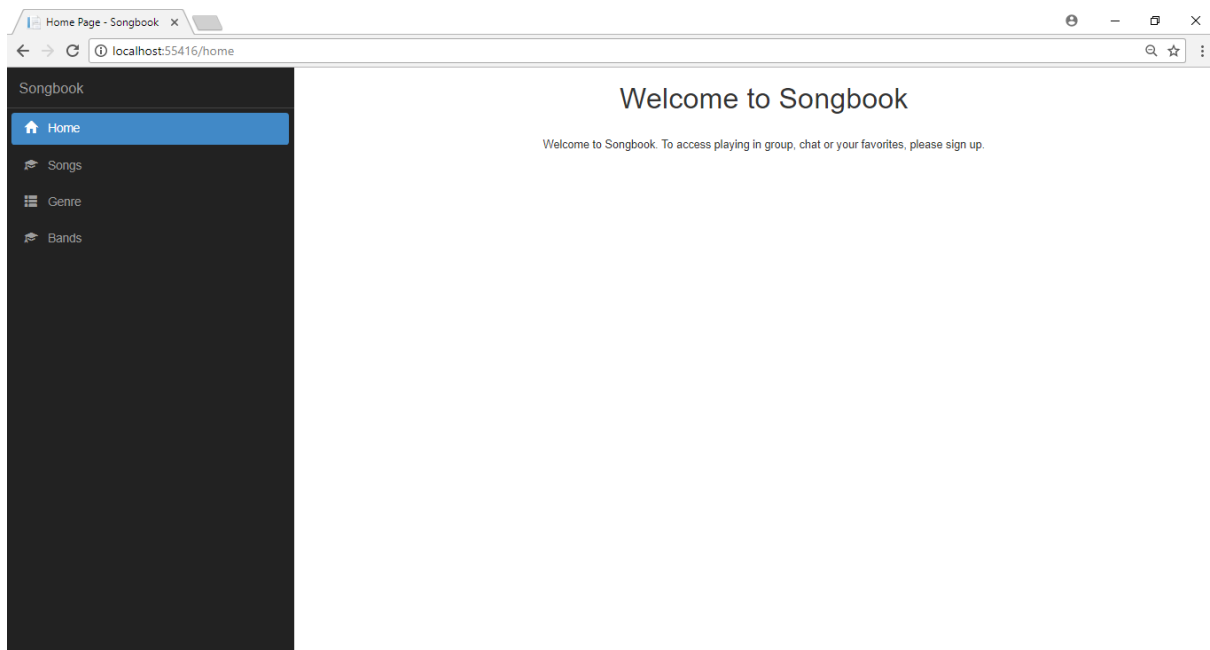 Home Page - Songbook
localhost:55416/home
Songbook
Home
Songs
Genre
Bands
Welcome to Songbook
Welcome to Songbook. To access playing in group, chat or your favorites, please sign up.